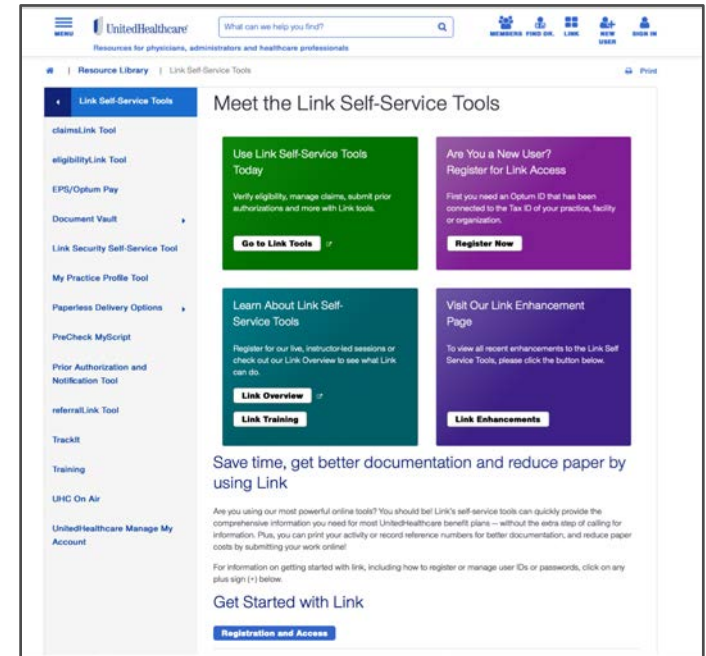 MENU
UnitedHealthcare
What can we help you find?
MEMBERS
FIND DR.
LINK
NEW USER
SIGN IN
Resources for physicians, administrators and healthcare professionals
| Resource Library | Link Self-Service Tools
Print
Link Self-Service Tools
claimsLink Tool
eligibilityLink Tool
EPS/Optum Pay
Document Vault
Link Security Self-Service Tool
My Practice Profile Tool
Paperless Delivery Options
PreCheck MyScript
Prior Authorization and
Notification Tool
referralLink Tool
TrackIt
Training
UHC On Air
UnitedHealthcare Manage My
Account
Meet the Link Self-Service Tools
Use Link Self-Service Tools
Today
Verify eligibility, manage claims, submit prior
authorizations and more with Link tools.
Go to Link Tools
Are You a New User?
Register for Link Access
First you need an Optum ID that has been
connected to the Tax ID of your practice, facility
or organization.
Register Now
Learn About Link Self-
Service Tools
Register for our live, instructor-led sessions or
check out our Link Overview to see what Link
can do.
Link Overview
Link Training
Visit Our Link Enhancement
Page
To view all recent enhancements to the Link Self
Service Tools, please click the button below.
Link Enhancements
Save time, get better documentation and reduce paper by
using Link
Are you using our most powerful online tools? You should be! Link's self-service tools can quickly provide the
comprehensive information you need for most UnitedHealthcare benefit plans – without the extra step of calling for
information. Plus, you can print your activity or record reference numbers for better documentation, and reduce paper
costs by submitting your work online!
For information on getting started with link, including how to register or manage user IDs or passwords, click on any
plus sign (+) below.
Get Started with Link
Registration and Access